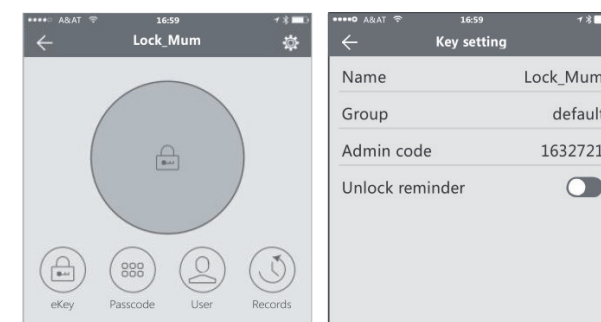 A&AT 16:59
Lock_Mum
eKey Passcode User Records
A&AT 16:59
Key setting
Name Lock_Mum
Group default
Admin code 1632721
Unlock reminder